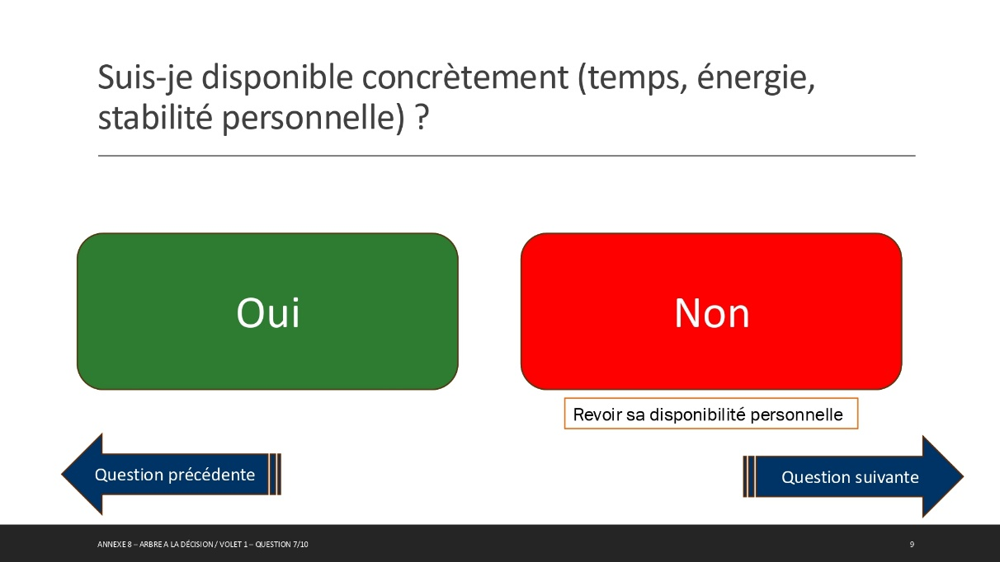 Suis-je disponible concrètement (temps, énergie,
stabilité personnelle) ?
Oui
Non
Revoir sa disponibilité personnelle
Question précédente
Question suivante
ANNEXE 8 – ARBRE A LA DÉCISION / VOLET 1 – QUESTION 7/10
9